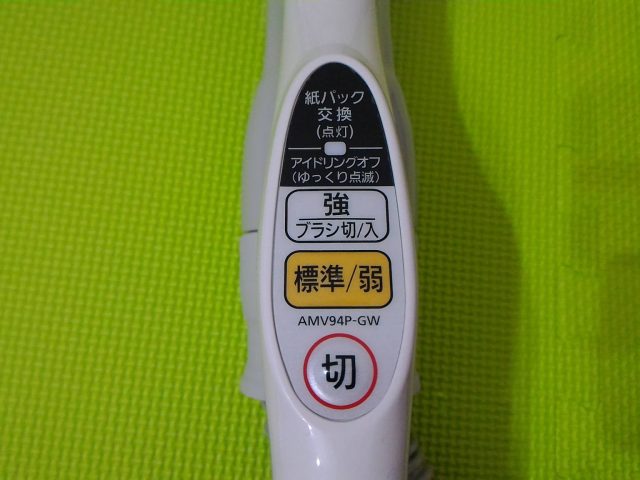 紙パック
交換
(点灯)
アイドリングオフ
(ゆっくり点滅)
強
ブラシ切/入
標準/弱
AMV94P-GW
切